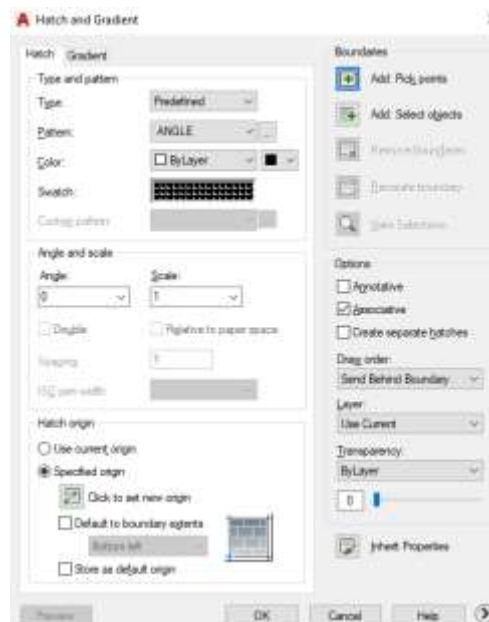 Hatch and Gradient
Hatch Gradient
Type and pattern
Type: Predefined
Pattern: ANGLE ...
Color: ByLayer
Swatch:
Custom pattern:
Angle and scale
Angle: Scale:
0 1
Double Relative to paper space
Spacing: 1
ISO pen width:
Hatch origin
Use current origin
Specified origin
Click to set new origin
Default to boundary extents
Bottom left
Store as default origin
Boundaries
Add: Pick points
Add: Select objects
Remove boundaries
Recreate boundary
View Selections
Options
Annotative
Associative
Create separate hatches
Draw order:
Send Behind Boundary
Layer:
Use Current
Transparency:
ByLayer
0
Inherit Properties
Preview OK Cancel Help